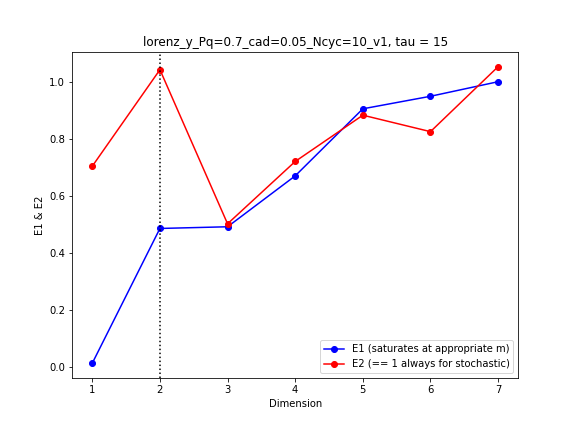 lorenz_y_Pq=0.7_cad=0.05_Ncyc=10_v1, tau = 15
E1 & E2
1.0
0.8
0.6
0.4
0.2
0.0
E1 (saturates at appropriate m)
E2 (== 1 always for stochastic)
1 2 3 4 5 6 7
Dimension